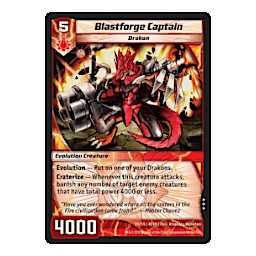 5
Blastforge Captain
Drakon
Evolution Creature
Evolution — Put on one of your Drakons.
Craterize — Whenever this creature attacks,
banish any number of target enemy creatures
that have total power 4000 or less.
"Have you ever wondered where all the craters in the
Fire civilization come from?" — Master Chavez
4000